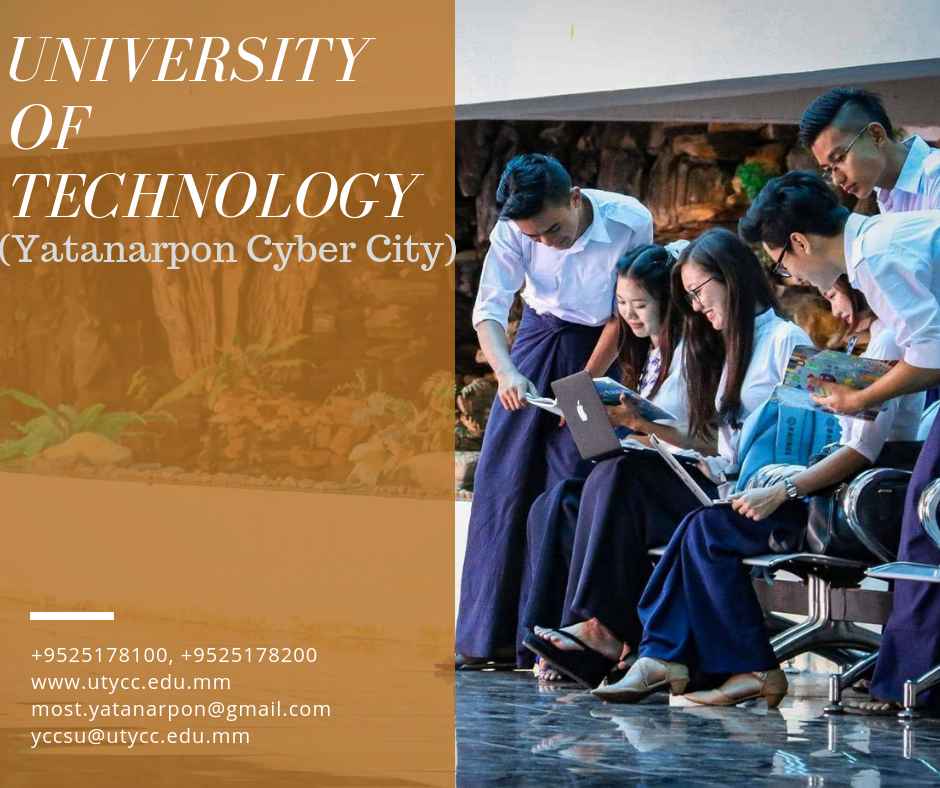 UNIVERSITY
OF
TECHNOLOGY
(Yatanarpon Cyber City)
+9525178100, +9525178200
www.utycc.edu.mm
most.yatanarpon@gmail.com
yccsu@utycc.edu.mm